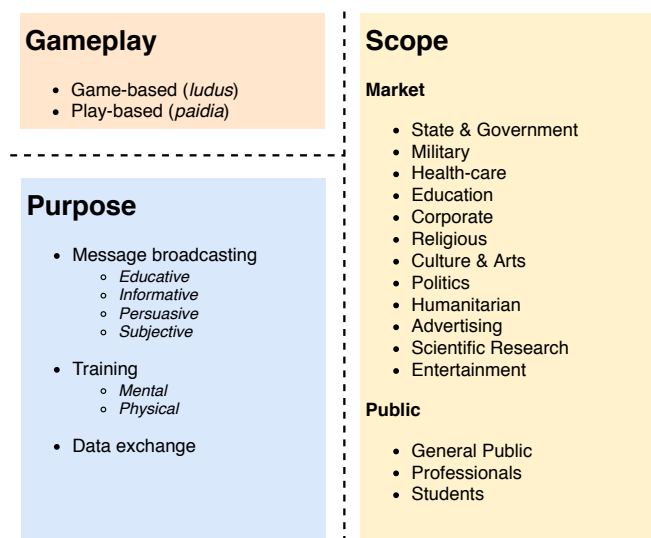 Gameplay
• Game-based (ludus)
• Play-based (paidia)
Purpose
• Message broadcasting
◦ Educative
◦ Informative
◦ Persuasive
◦ Subjective
• Training
◦ Mental
◦ Physical
• Data exchange
Scope
Market
• State & Government
• Military
• Health-care
• Education
• Corporate
• Religious
• Culture & Arts
• Politics
• Humanitarian
• Advertising
• Scientific Research
• Entertainment
Public
• General Public
• Professionals
• Students